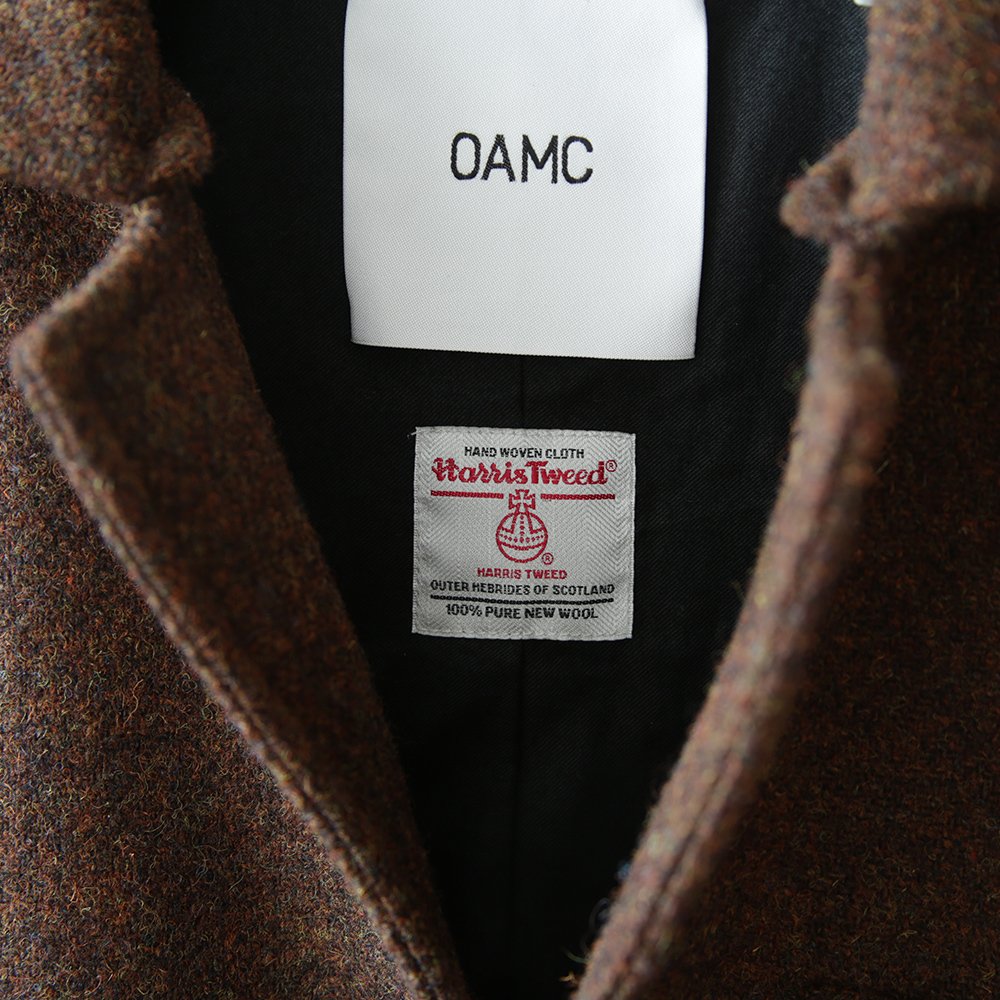 OAMC
HAND WOVEN CLOTH
Harris Tweed®
®
HARRIS TWEED
OUTER HEBRIDES OF SCOTLAND
100% PURE NEW WOOL